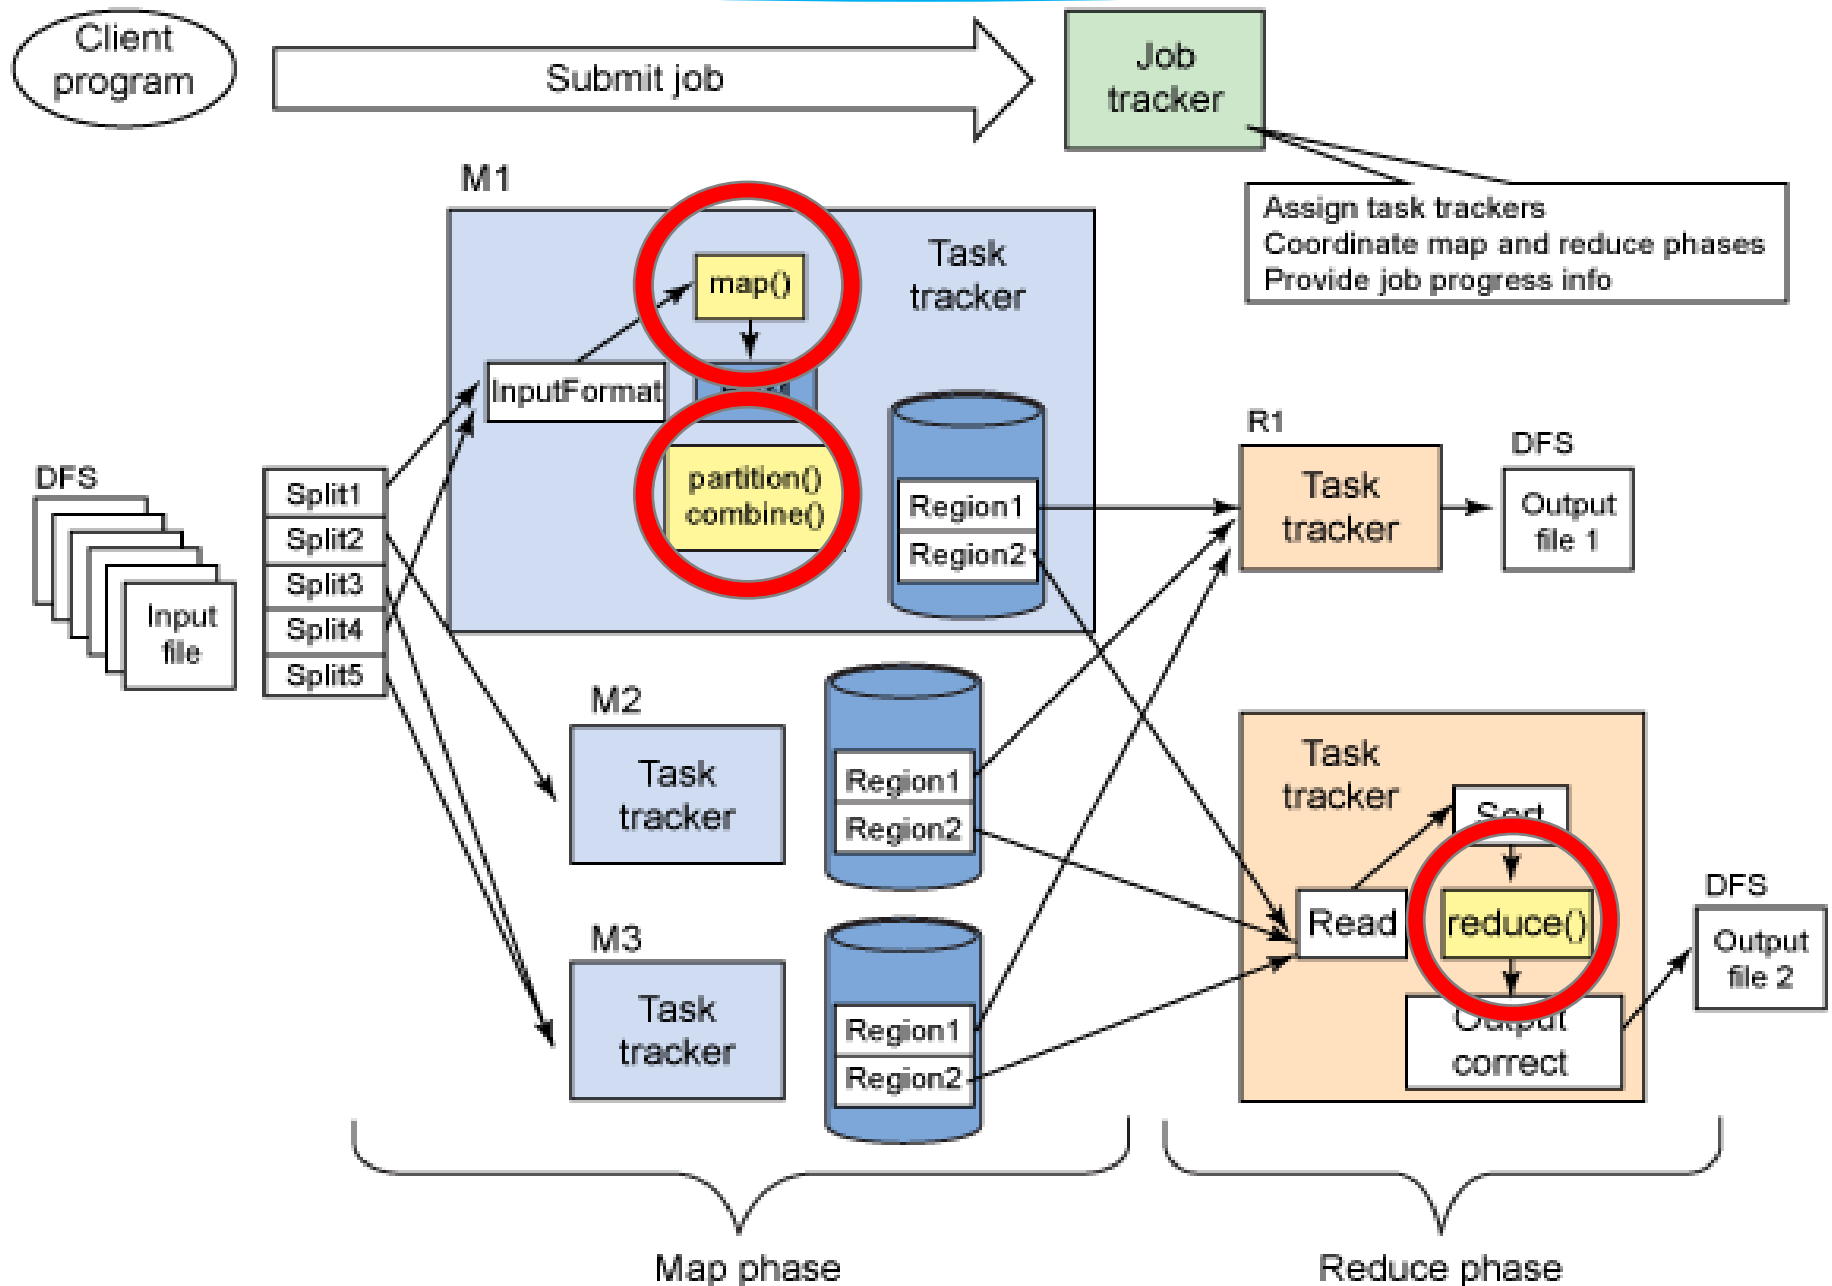 Client
program
Submit job
Job
tracker
Assign task trackers
Coordinate map and reduce phases
Provide job progress info
M1
map()
Task
tracker
InputFormat
partition()
combine()
Region1
Region2
DFS
Input
file
Split1
Split2
Split3
Split4
Split5
R1
Task
tracker
DFS
Output
file 1
M2
Task
tracker
Region1
Region2
M3
Task
tracker
Region1
Region2
Task
tracker
Sort
Read
reduce()
Output
correct
DFS
Output
file 2
Map phase
Reduce phase